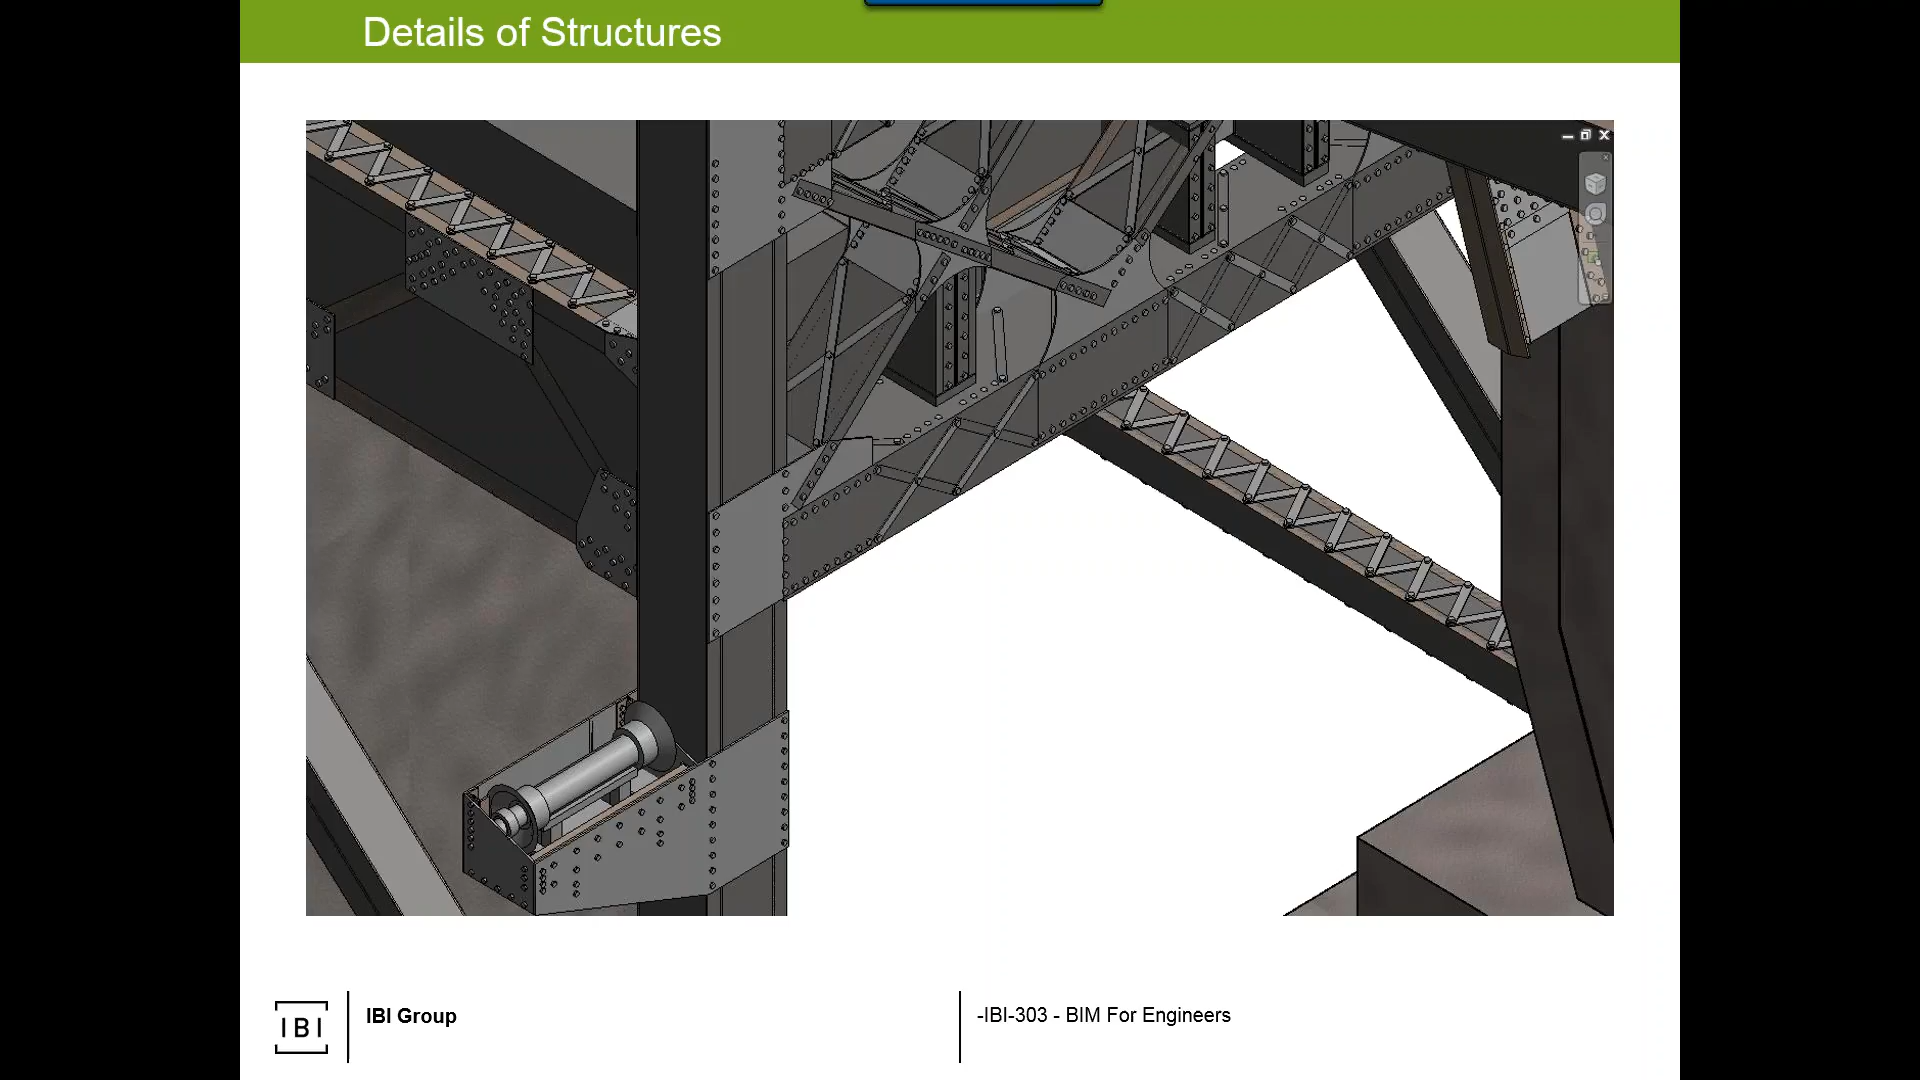 Details of Structures
IBI
IBI Group
-IBI-303 - BIM For Engineers